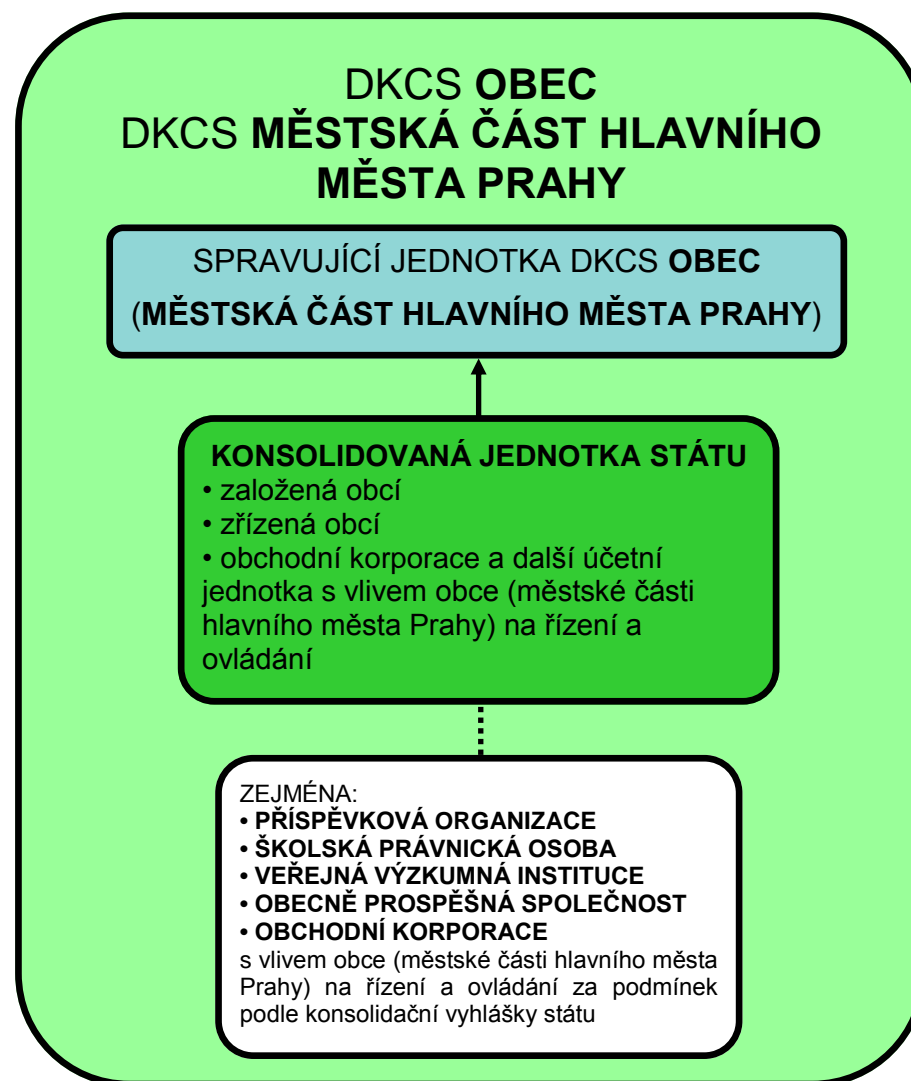 DKCS OBEC
DKCS MĚSTSKÁ ČÁST HLAVNÍHO
MĚSTA PRAHY
SPRAVUJÍCÍ JEDNOTKA DKCS OBEC
(MĚSTSKÁ ČÁST HLAVNÍHO MĚSTA PRAHY)
KONSOLIDOVANÁ JEDNOTKA STÁTU
• založená obcí
• zřízená obcí
• obchodní korporace a další účetní
jednotka s vlivem obce (městské části
hlavního města Prahy) na řízení a
ovládání
ZEJMÉNA:
• PŘÍSPĚVKOVÁ ORGANIZACE
• ŠKOLSKÁ PRÁVNICKÁ OSOBA
• VEŘEJNÁ VÝZKUMNÁ INSTITUCE
• OBECNĚ PROSPĚŠNÁ SPOLEČNOST
• OBCHODNÍ KORPORACE
s vlivem obce (městské části hlavního města
Prahy) na řízení a ovládání za podmínek
podle konsolidační vyhlášky státu